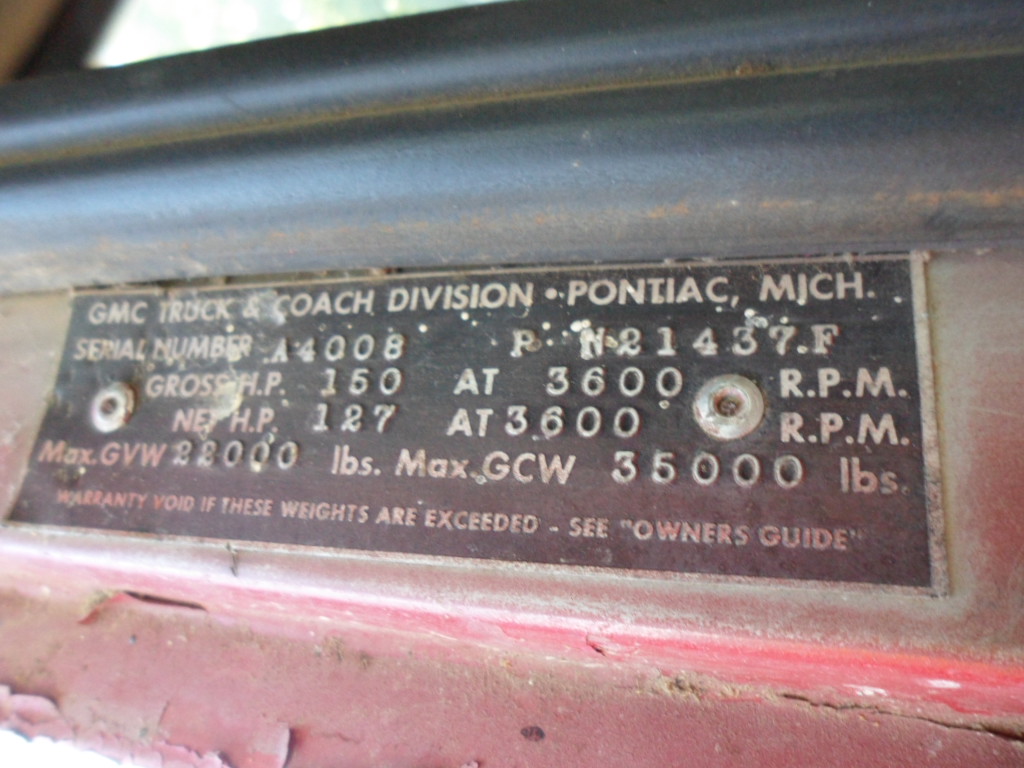 GMC TRUCK & COACH DIVISION • PONTIAC, MICH.
SERIAL NUMBER A4008 P N21437.F
GROSS H.P. 150 AT 3600 R.P.M.
NET H.P. 127 AT 3600 R.P.M.
Max.GVW 22000 lbs. Max.GCW 35000 lbs.
WARRANTY VOID IF THESE WEIGHTS ARE EXCEEDED - SEE "OWNERS GUIDE"